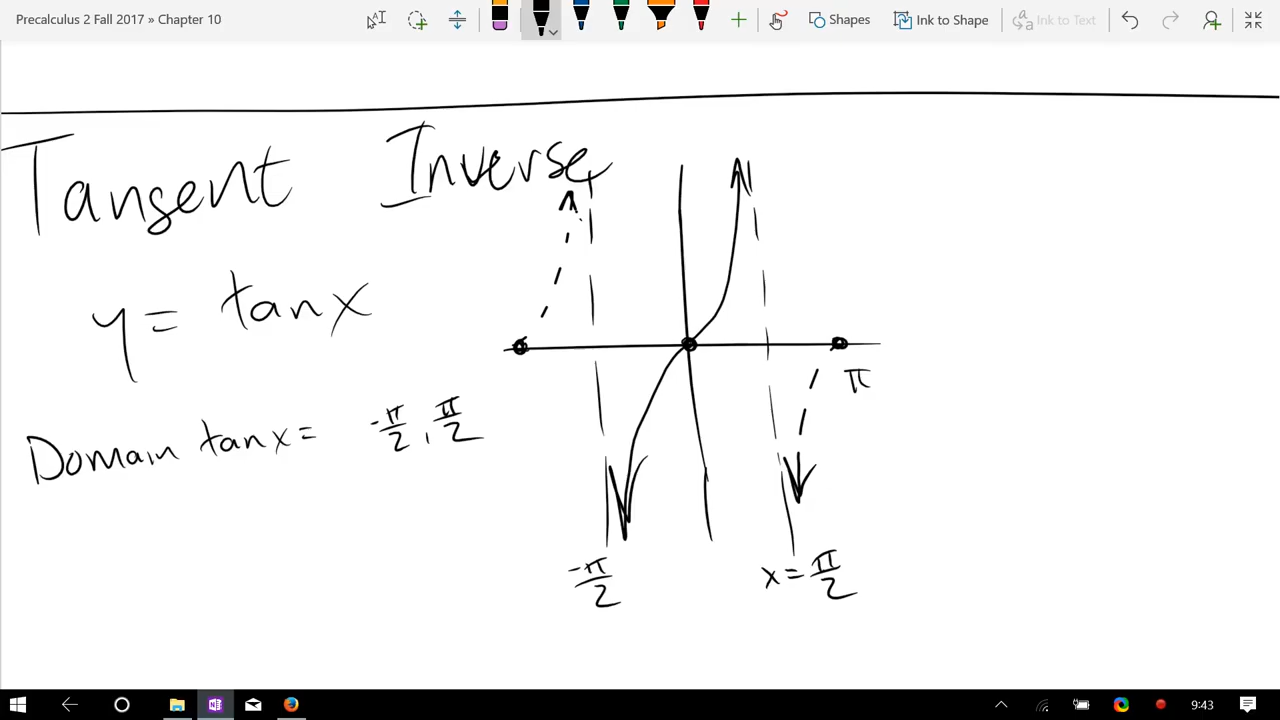 Precalculus 2 Fall 2017 » Chapter 10
Shapes
Ink to Shape
Ink to Text
Tangent Inverse
y = tan x
Domain tan x = -π/2, π/2
π
-π/2
x = π/2
9:43